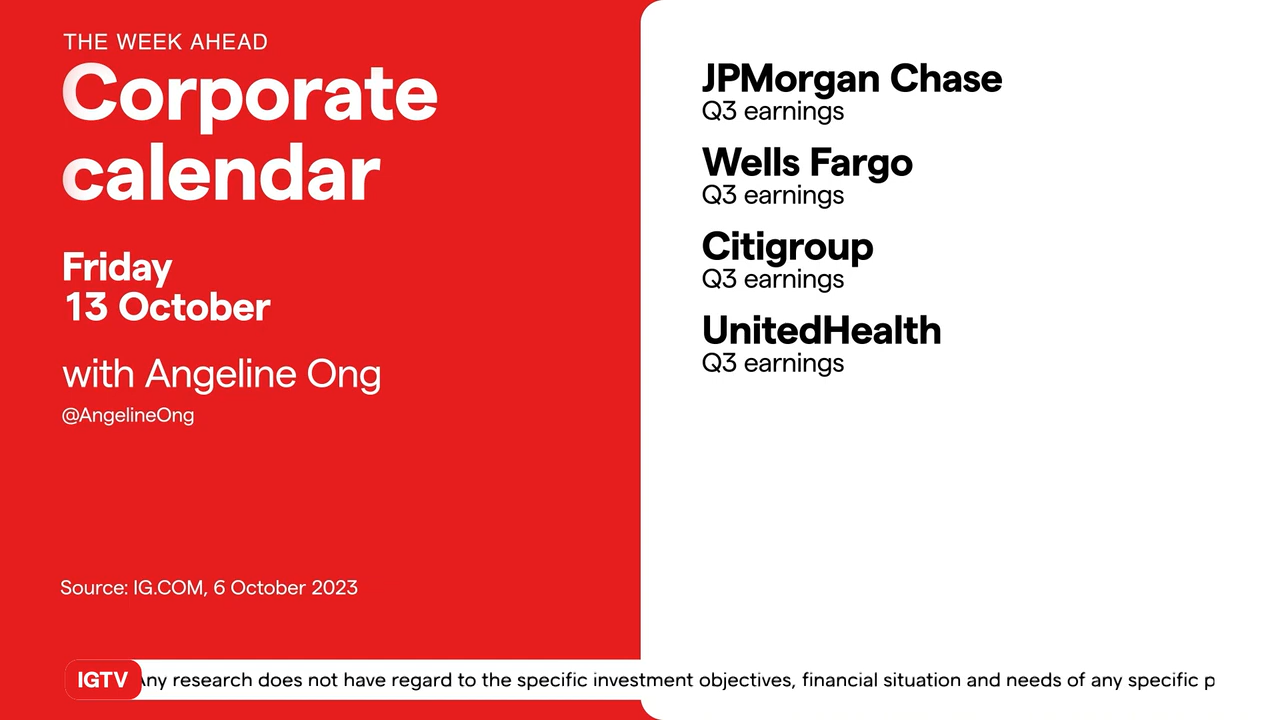 THE WEEK AHEAD
Corporate
calendar
Friday
13 October
with Angeline Ong
@AngelineOng
Source: IG.COM, 6 October 2023
JPMorgan Chase
Q3 earnings
Wells Fargo
Q3 earnings
Citigroup
Q3 earnings
UnitedHealth
Q3 earnings
IGTV
Any research does not have regard to the specific investment objectives, financial situation and needs of any specific p